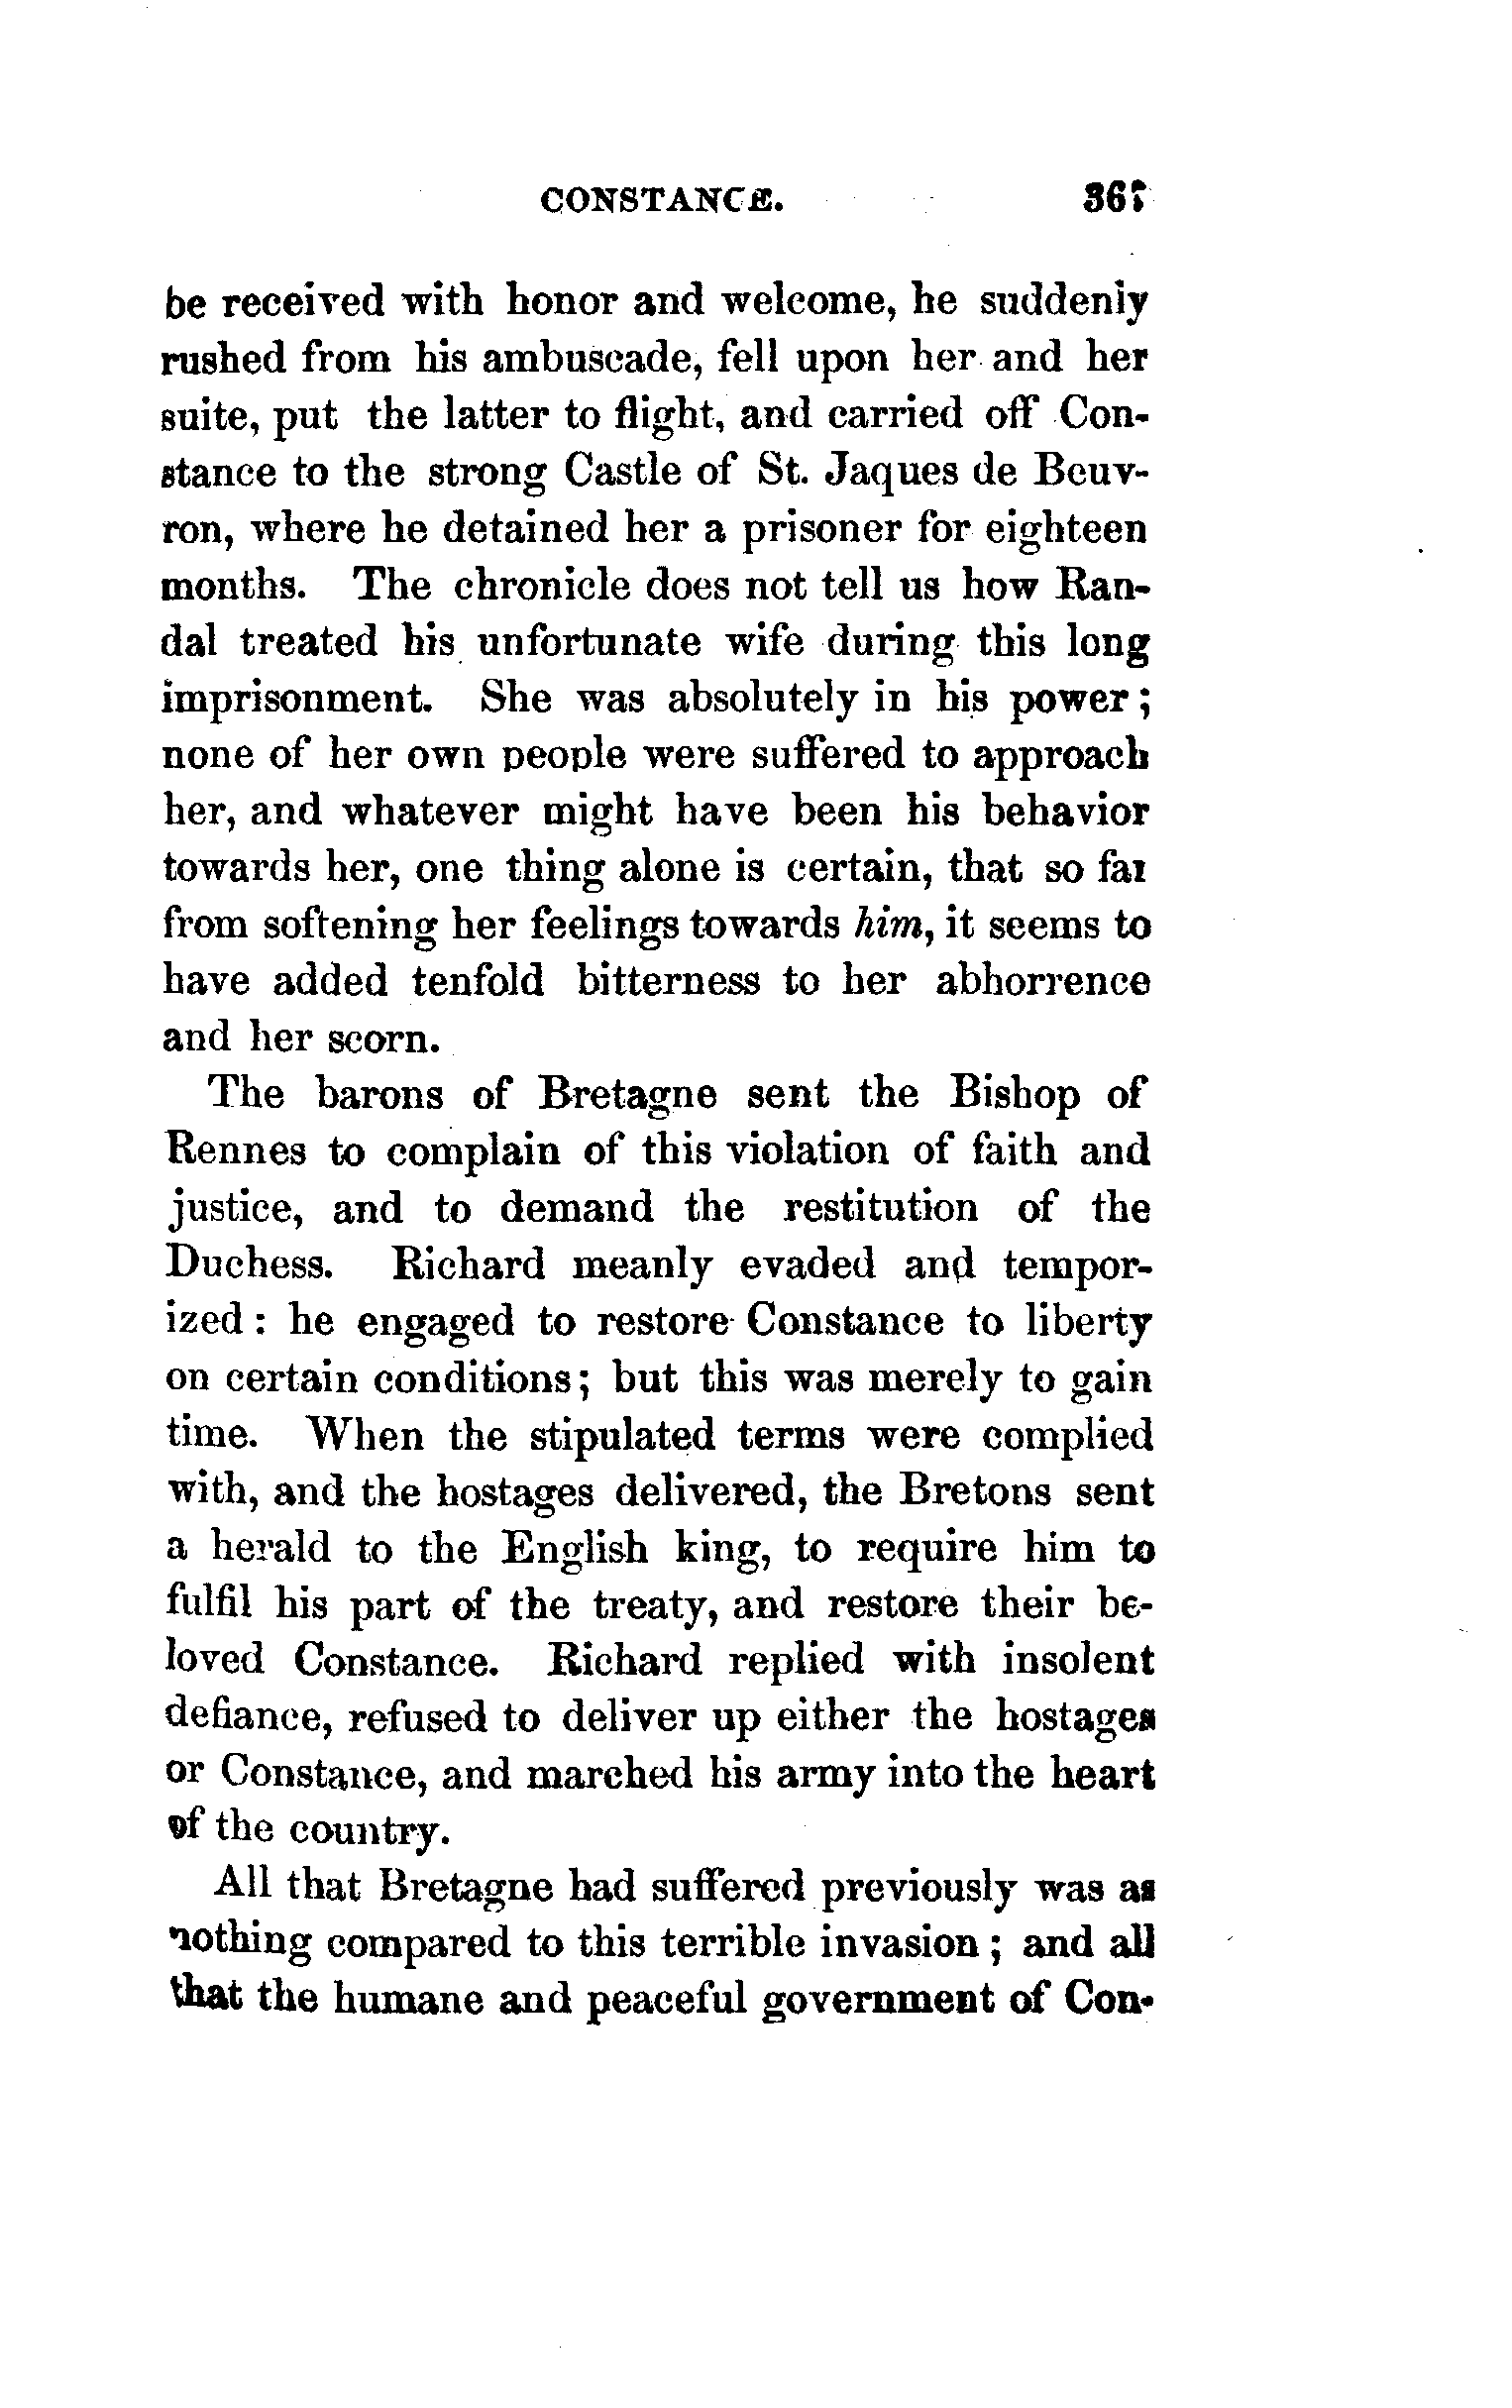 CONSTANCE. 367
be received with honor and welcome, he suddenly
rushed from his ambuscade, fell upon her and her
suite, put the latter to flight, and carried off Con-
stance to the strong Castle of St. Jaques de Beuv-
ron, where he detained her a prisoner for eighteen
months. The chronicle does not tell us how Ran-
dal treated his unfortunate wife during this long
imprisonment. She was absolutely in his power;
none of her own people were suffered to approach
her, and whatever might have been his behavior
towards her, one thing alone is certain, that so far
from softening her feelings towards him, it seems to
have added tenfold bitterness to her abhorrence
and her scorn.
The barons of Bretagne sent the Bishop of
Rennes to complain of this violation of faith and
justice, and to demand the restitution of the
Duchess. Richard meanly evaded and tempor-
ized: he engaged to restore Constance to liberty
on certain conditions; but this was merely to gain
time. When the stipulated terms were complied
with, and the hostages delivered, the Bretons sent
a herald to the English king, to require him to
fulfil his part of the treaty, and restore their be-
loved Constance. Richard replied with insolent
defiance, refused to deliver up either the hostages
or Constance, and marched his army into the heart
of the country.
All that Bretagne had suffered previously was as
nothing compared to this terrible invasion; and all
that the humane and peaceful government of Con-